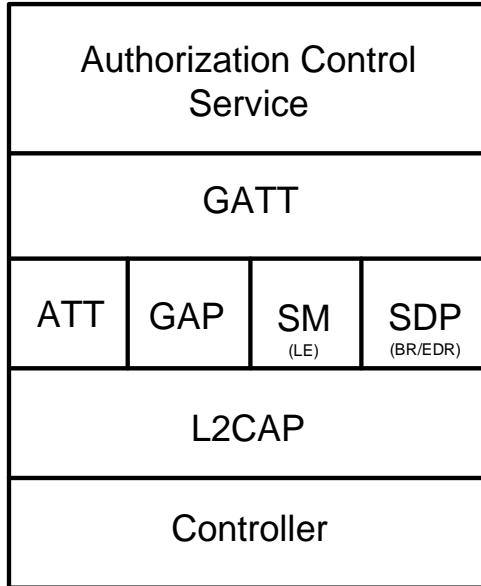 Authorization Control
Service
GATT
ATT GAP SM SDP
(LE) (BR/EDR)
L2CAP
Controller